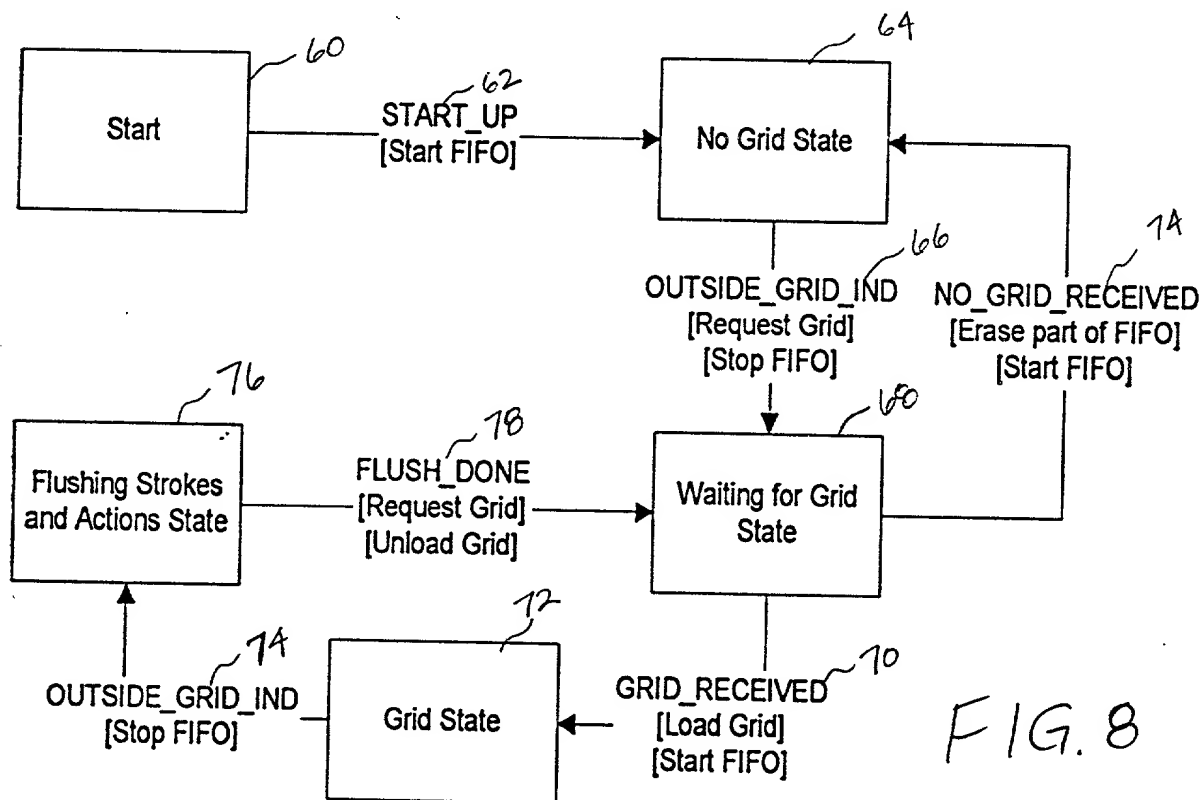 60
Start
62
START_UP
[Start FIFO]
64
No Grid State
66
OUTSIDE_GRID_IND
[Request Grid]
[Stop FIFO]
74
NO_GRID_RECEIVED
[Erase part of FIFO]
[Start FIFO]
76
Flushing Strokes
and Actions State
78
FLUSH_DONE
[Request Grid]
[Unload Grid]
68
Waiting for Grid
State
74
OUTSIDE_GRID_IND
[Stop FIFO]
72
Grid State
70
GRID_RECEIVED
[Load Grid]
[Start FIFO]
FIG. 8